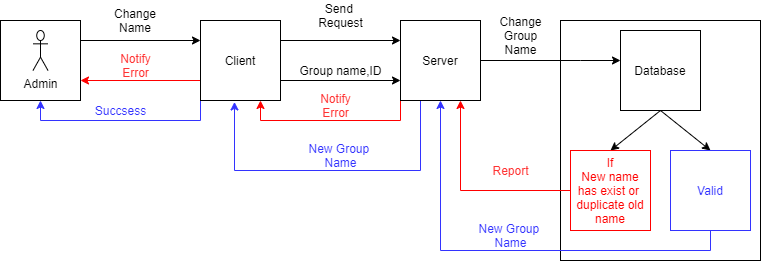 Change
Name
Send
Request
Change
Group
Name
Admin
Notify
Error
Client
Group name,ID
Server
Database
Succsess
Notify
Error
New Group
Name
Report
If
New name
has exist or
duplicate old
name
Valid
New Group
Name